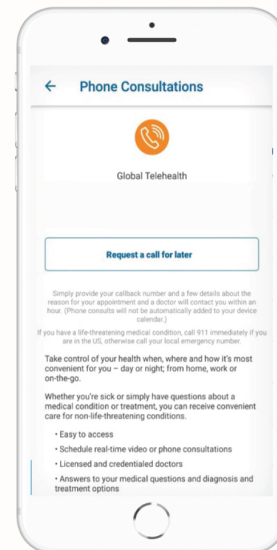 Phone Consultations
Global Telehealth
Request a call for later
Simply provide your callback number and a few details about the
reason for your appointment and a doctor will contact you within an
hour. (Phone consults will not be automatically added to your device
calendar.)
If you have a life-threatening medical condition, call 911 immediately if you
are in the US, otherwise call your local emergency number.
Take control of your health when, where and how it's most
convenient for you – day or night; from home, work or
on-the-go.
Whether you're sick or simply have questions about a
medical condition or treatment, you can receive convenient
care for non-life-threatening conditions.
• Easy to access
• Schedule real-time video or phone consultations
• Licensed and credentialed doctors
• Answers to your medical questions and diagnosis and
treatment options